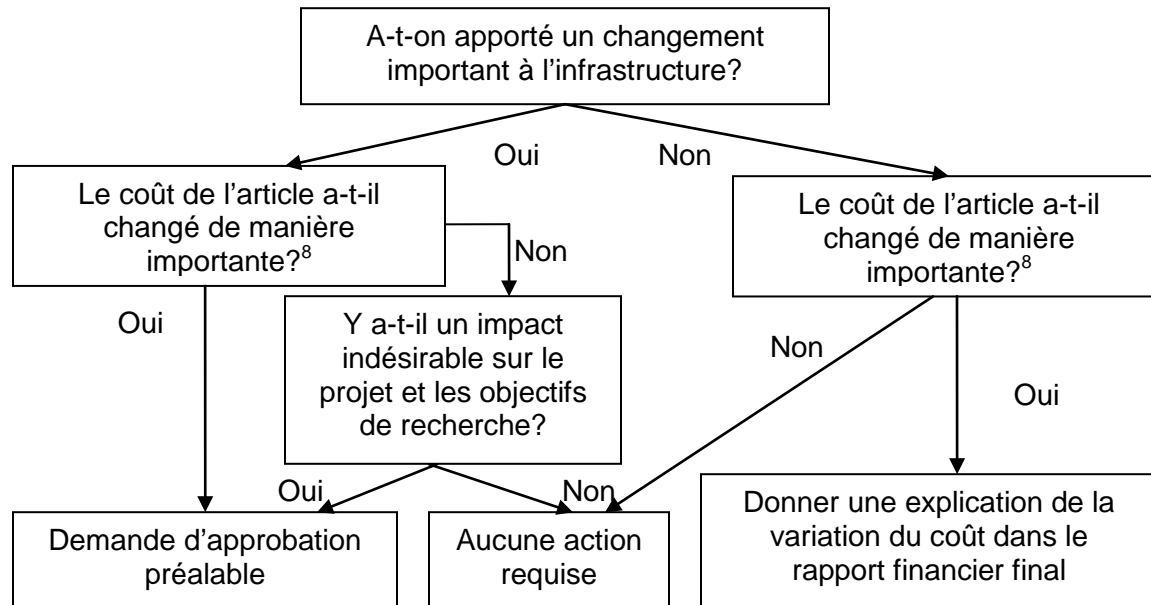 A-t-on apporté un changement
important à l’infrastructure?
Oui
Non
Le coût de l’article a-t-il
changé de manière
importante?⁸
Le coût de l’article a-t-il
changé de manière
importante?⁸
Non
Oui
Y a-t-il un impact
indésirable sur le
projet et les objectifs
de recherche?
Non
Oui
Oui
Non
Demande d’approbation
préalable
Aucune action
requise
Donner une explication de la
variation du coût dans le
rapport financier final